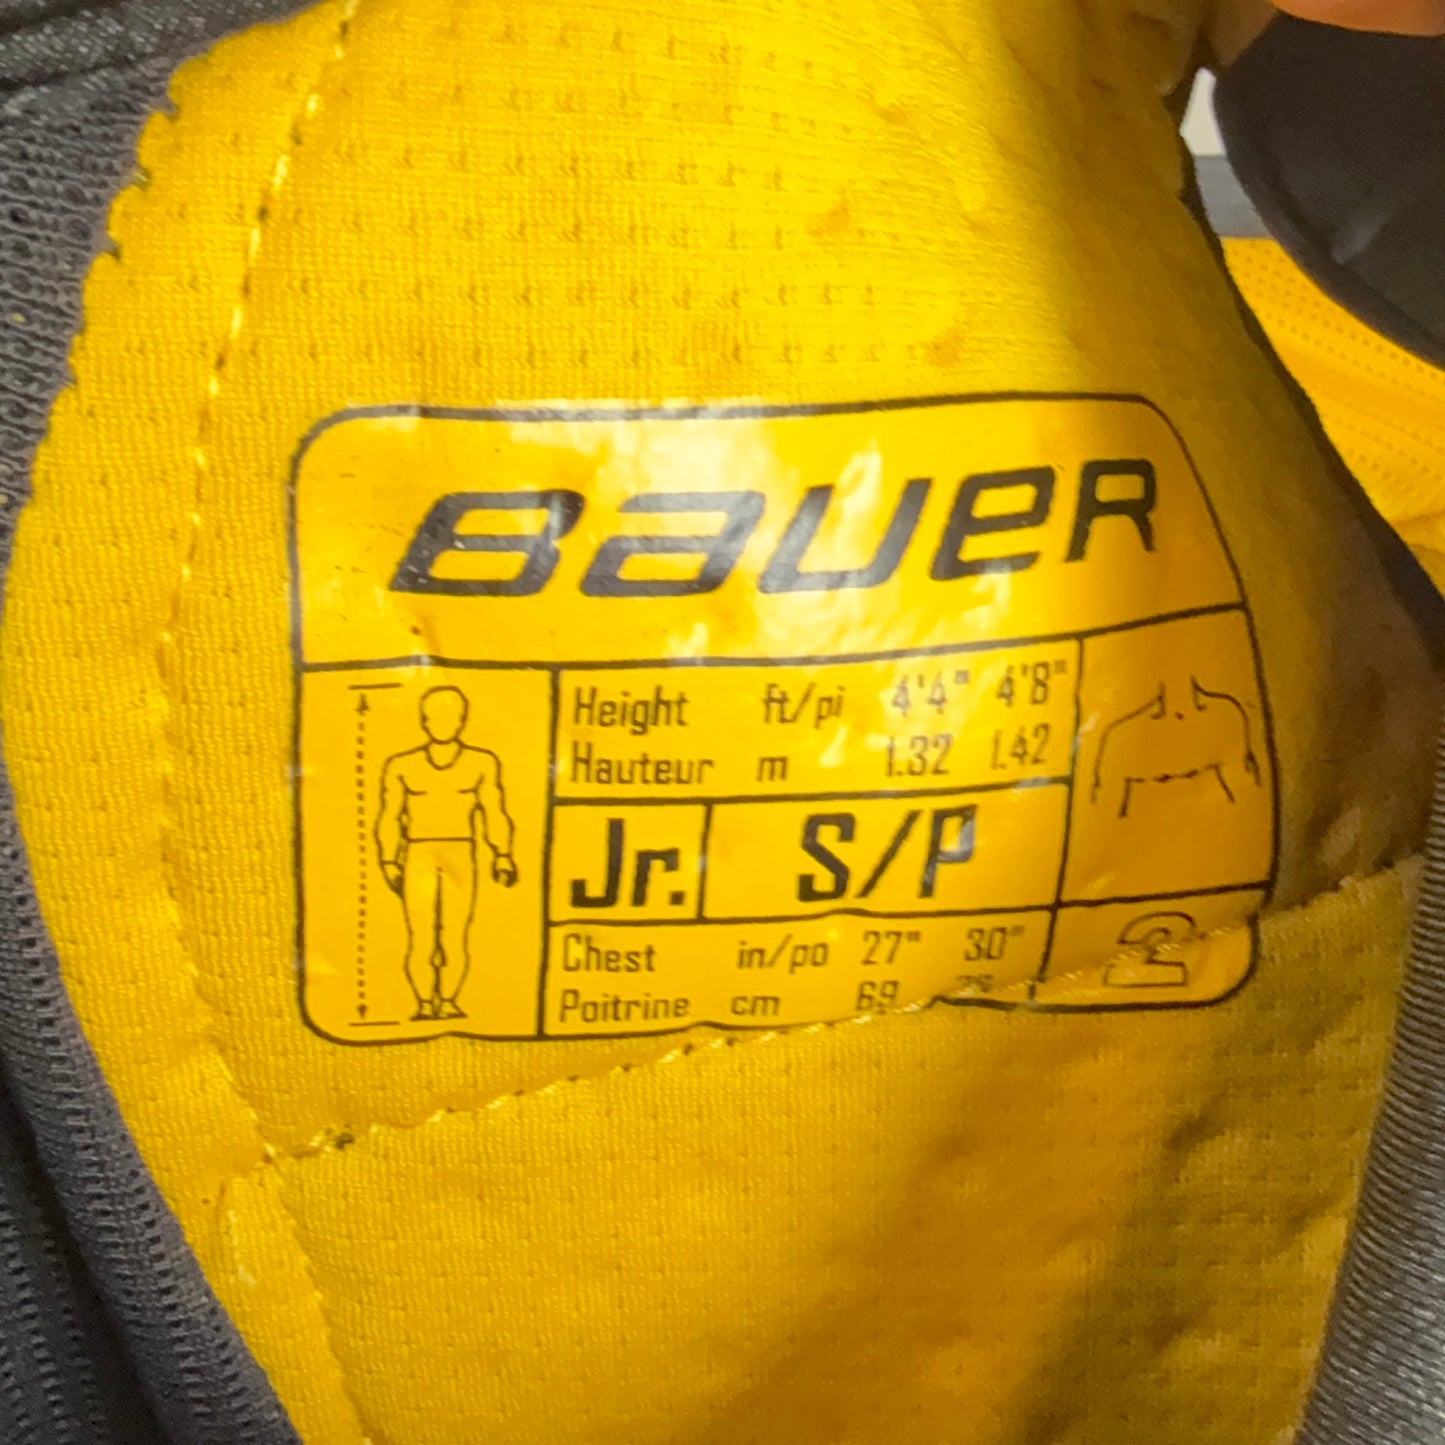 BAUER
Height ft/pi 4'4" 4'8"
Hauteur m 1.32 1.42
Jr. S/P
Chest in/po 27" 30"
Poitrine cm 69
2